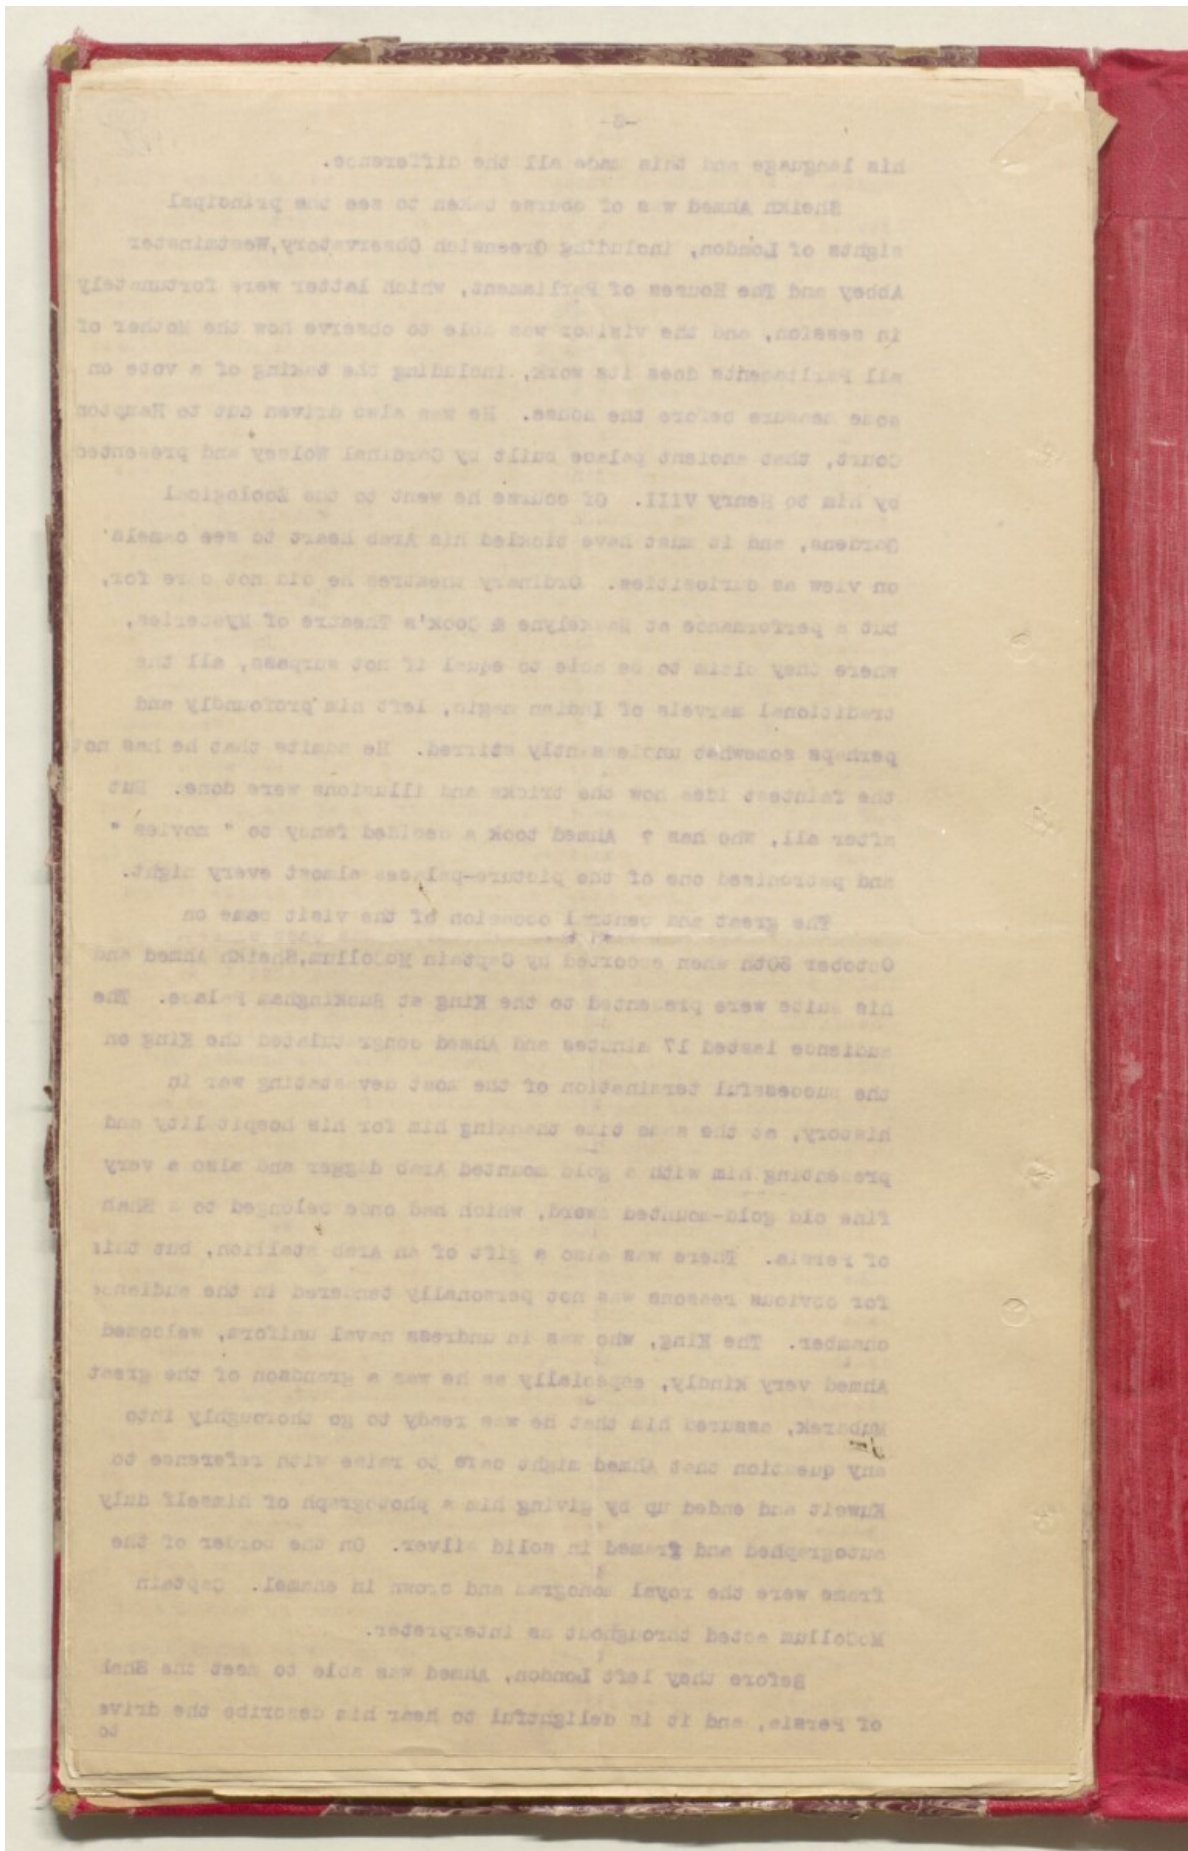 -3-
his language and this made all the difference.
Sheikh Ahmed was of course taken to see the principal
sights of London, including Greenwich Observatory,Westminster
Abbey and The Houses of Parliament, which latter were fortunately
in session, and the visitor was able to observe how the Mother of
all Parliaments does its work, including the taking of a vote on
some measure before the house. He was also driven out to Hampton
Court, that ancient palace built by Cardinal Wolsey and presented
by him to Henry VIII. Of course he went to the Zoological
Gardens, and it must have tickled his Arab heart to see camels
on view as curiosities. Ordinary theatres he did not care for,
but a performance at Maskelyne & Cook's Theatre of Mysteries,
where they claim to be able to equal if not surpass, all the
traditional marvels of Indian magic, left him profoundly and
perhaps somewhat unpleasantly stirred. He admits that he has not
the faintest idea how the tricks and illusions were done. But
after all, who has ? Ahmed took a decided fancy to " movies "
and patronised one of the picture-palaces almost every night.
The great and central occasion of the visit came on
October 30th when escorted by Captain McCollum,Sheikh Ahmed and
his suite were presented to the King at Buckingham Palace. The
audience lasted 17 minutes and Ahmed congratulated the King on
the successful termination of the most devastating war in
history, at the same time thanking him for his hospitality and
presenting him with a gold mounted Arab dagger and also a very
fine old gold-mounted sword, which had once belonged to a Shah
of Persia. There was also a gift of an Arab stallion, but this
for obvious reasons was not personally tendered in the audience
chamber. The King, who was in undress naval uniform, welcomed
Ahmed very kindly, especially as he was a grandson of the great
Mubarak, assured him that he was ready to go thoroughly into
any question that Ahmed might care to raise with reference to
Kuweit and ended up by giving him a photograph of himself duly
autographed and framed in solid silver. On the border of the
frame were the royal monogram and crown in enamel. Captain
McCollum acted throughout as interpreter.
Before they left London, Ahmed was able to meet the Shah
of Persia, and it is delightful to hear him describe the drive
to